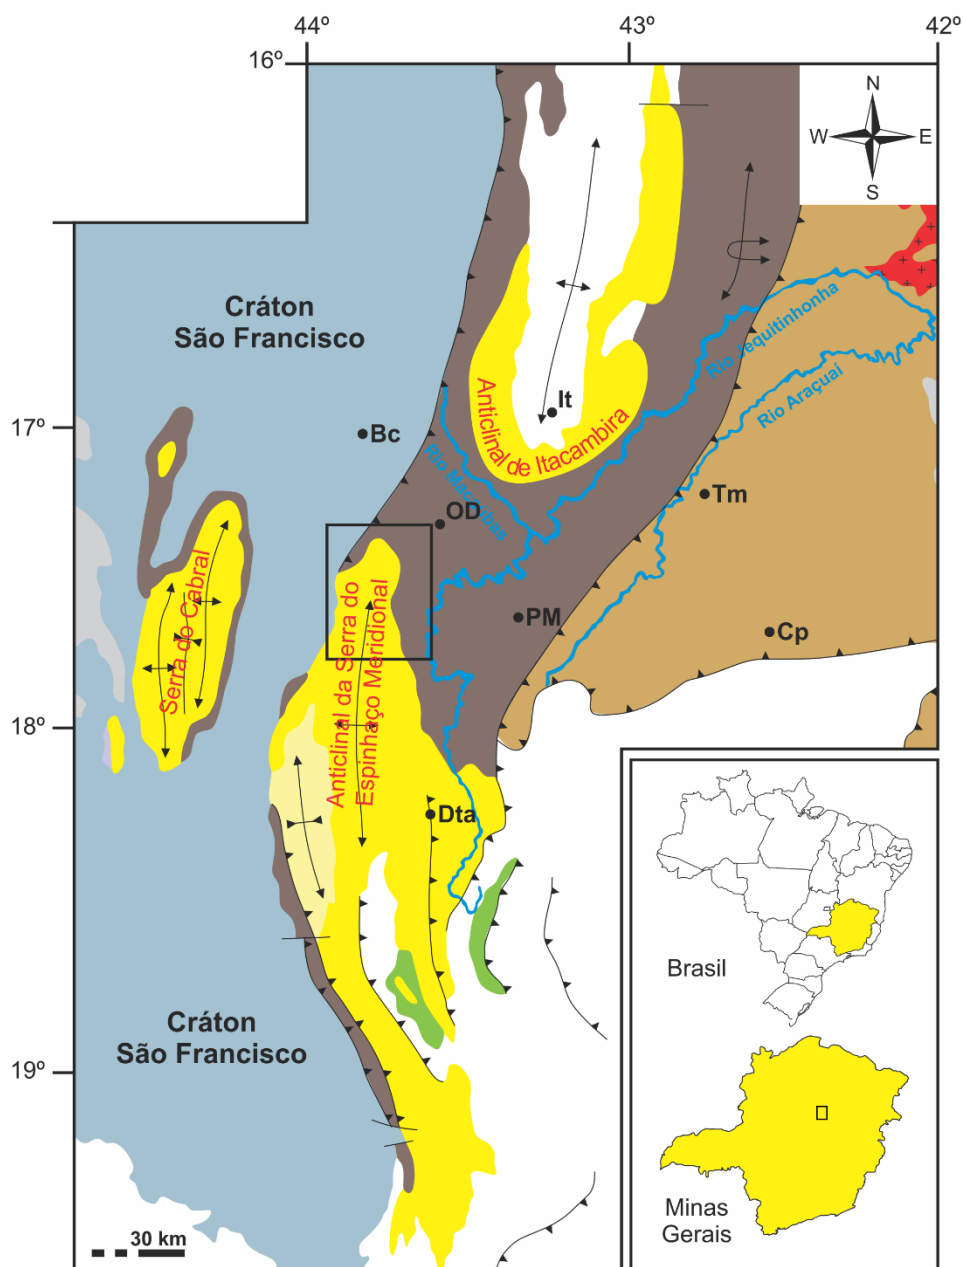 44º
43º
42º
16º
N
W
E
S
Cráton
São Francisco
Rio Jequitinhonha
Rio Araçuaí
It
Anticlinal de Itacambira
17º
Bc
Rio Macaúbas
OD
Tm
Serra do Cabral
PM
Cp
Anticlinal da Serra do
Espinhaço Meridional
18º
Dta
Brasil
Cráton
São Francisco
19º
Minas
Gerais
30 km